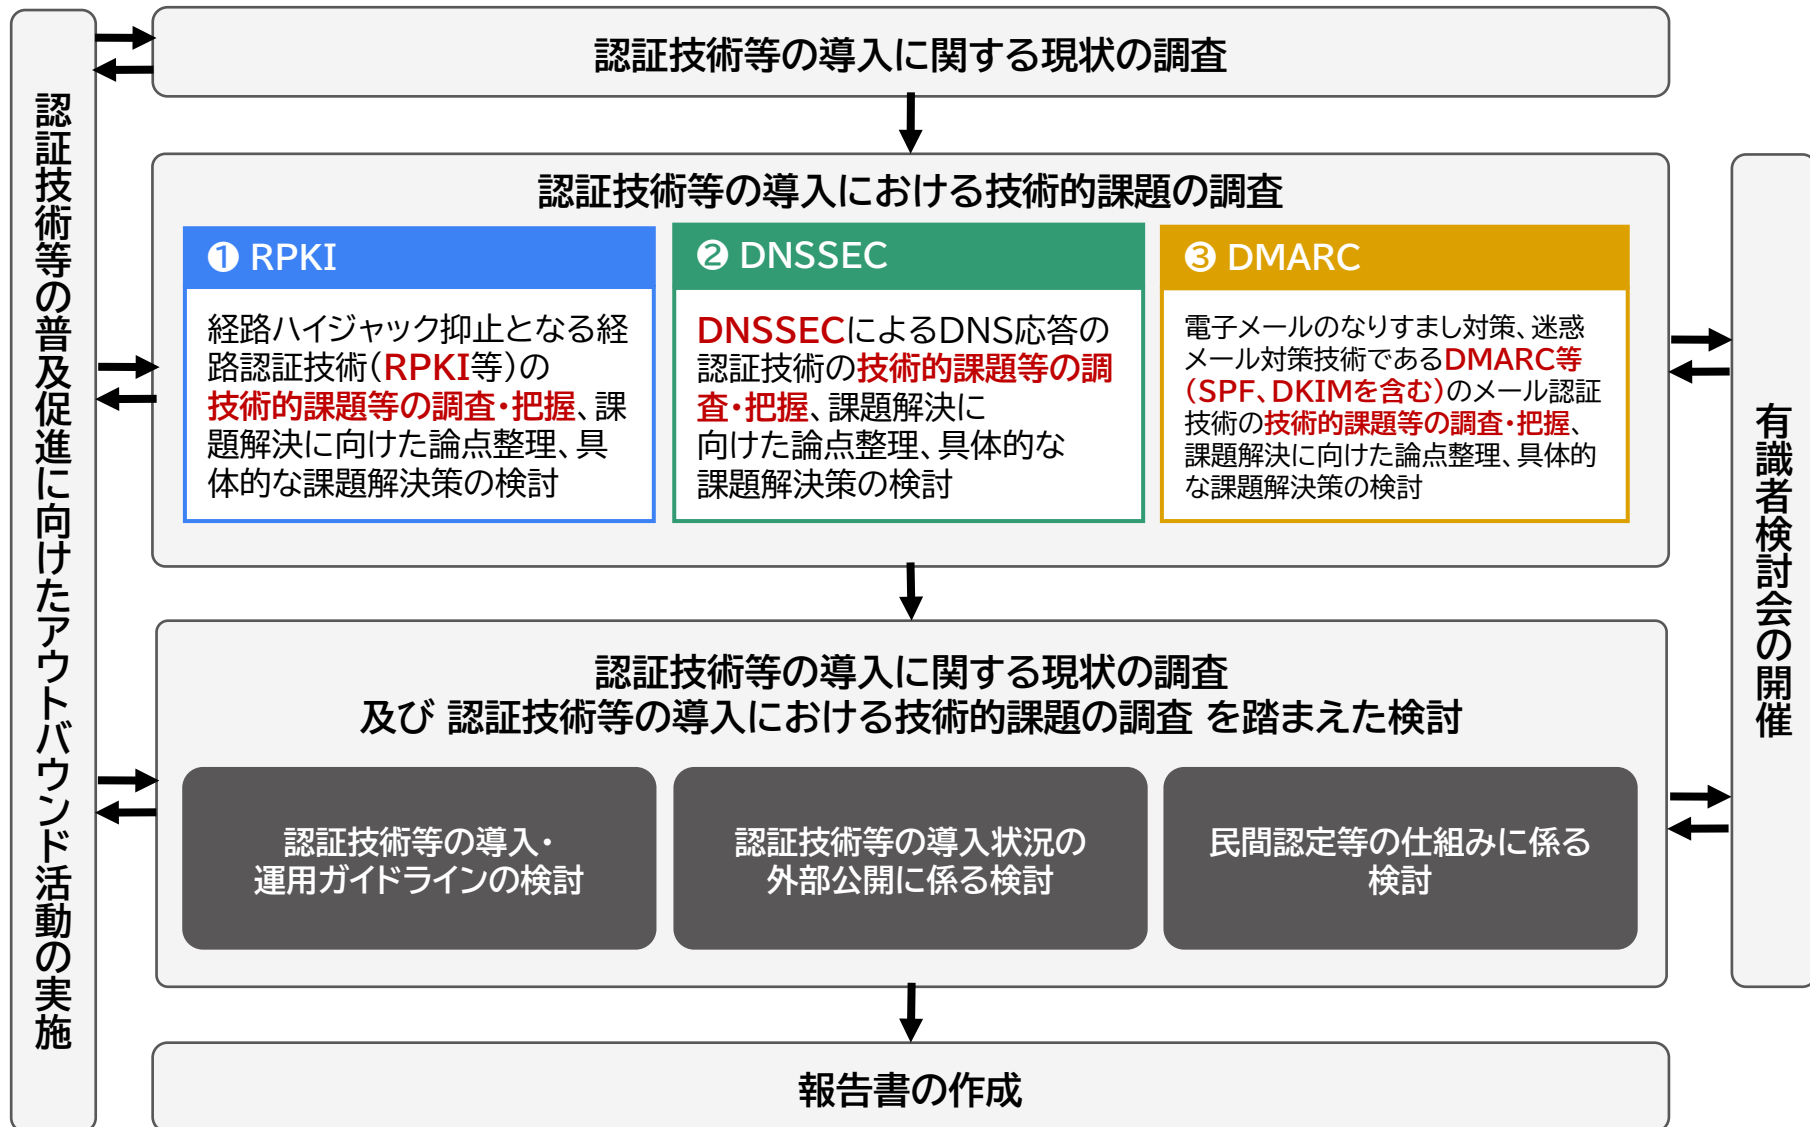 認証技術等の普及促進に向けたアウトバウンド活動の実施
認証技術等の導入に関する現状の調査
認証技術等の導入における技術的課題の調査
❶ RPKI
経路ハイジャック抑止となる経
路認証技術(RPKI等)の
技術的課題等の調査・把握、課
題解決に向けた論点整理、具
体的な課題解決策の検討
❷ DNSSEC
DNSSECによるDNS応答の
認証技術の技術的課題等の調
査・把握、課題解決に
向けた論点整理、具体的な
課題解決策の検討
❸ DMARC
電子メールのなりすまし対策、迷惑
メール対策技術であるDMARC等
(SPF、DKIMを含む)のメール認証
技術の技術的課題等の調査・把握、
課題解決に向けた論点整理、具体的
な課題解決策の検討
有識者検討会の開催
認証技術等の導入に関する現状の調査
及び 認証技術等の導入における技術的課題の調査 を踏まえた検討
認証技術等の導入・
運用ガイドラインの検討
認証技術等の導入状況の
外部公開に係る検討
民間認定等の仕組みに係る
検討
報告書の作成